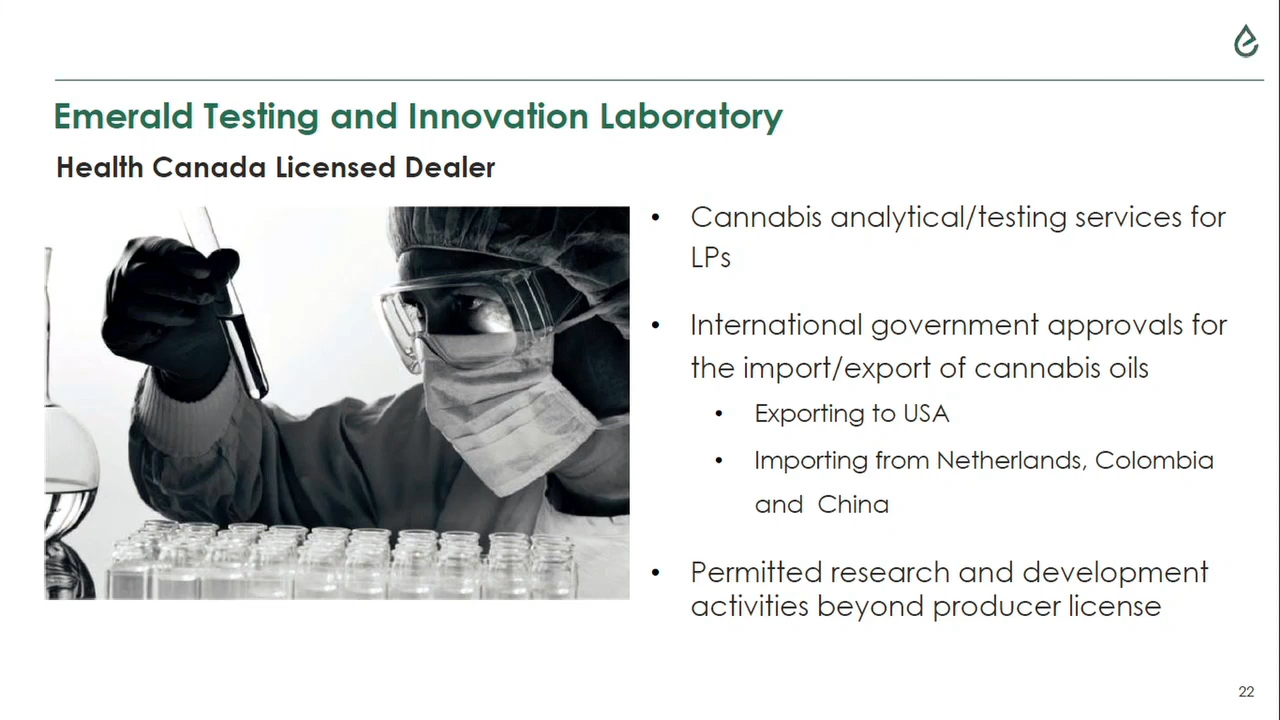 Emerald Testing and Innovation Laboratory
Health Canada Licensed Dealer
• Cannabis analytical/testing services for
LPs
• International government approvals for
the import/export of cannabis oils
• Exporting to USA
• Importing from Netherlands, Colombia
and  China
• Permitted research and development
activities beyond producer license
22